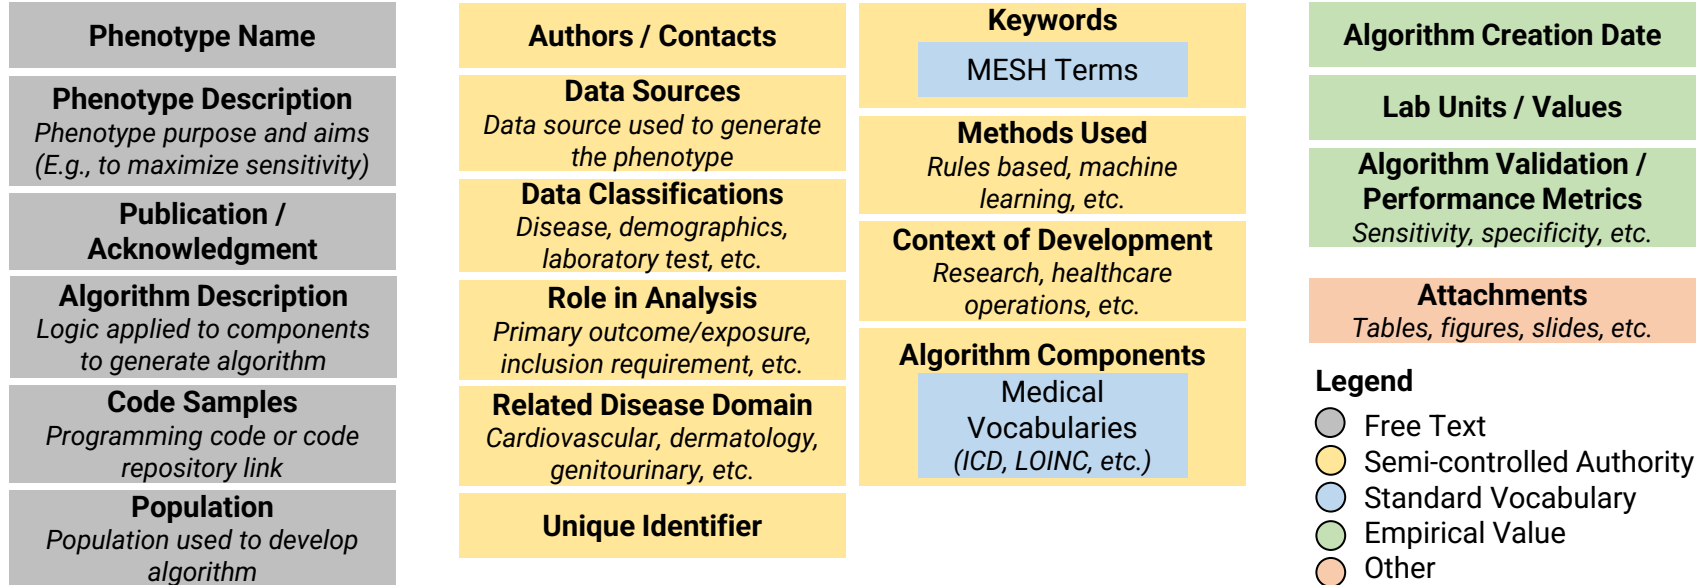 Phenotype Name
Phenotype Description
Phenotype purpose and aims
(E.g., to maximize sensitivity)
Publication /
Acknowledgment
Algorithm Description
Logic applied to components
to generate algorithm
Code Samples
Programming code or code
repository link
Population
Population used to develop
algorithm
Authors / Contacts
Data Sources
Data source used to generate
the phenotype
Data Classifications
Disease, demographics,
laboratory test, etc.
Role in Analysis
Primary outcome/exposure,
inclusion requirement, etc.
Related Disease Domain
Cardiovascular, dermatology,
genitourinary, etc.
Unique Identifier
Keywords
MESH Terms
Methods Used
Rules based, machine
learning, etc.
Context of Development
Research, healthcare
operations, etc.
Algorithm Components
Medical
Vocabularies
(ICD, LOINC, etc.)
Algorithm Creation Date
Lab Units / Values
Algorithm Validation /
Performance Metrics
Sensitivity, specificity, etc.
Attachments
Tables, figures, slides, etc.
Legend
Free Text
Semi-controlled Authority
Standard Vocabulary
Empirical Value
Other